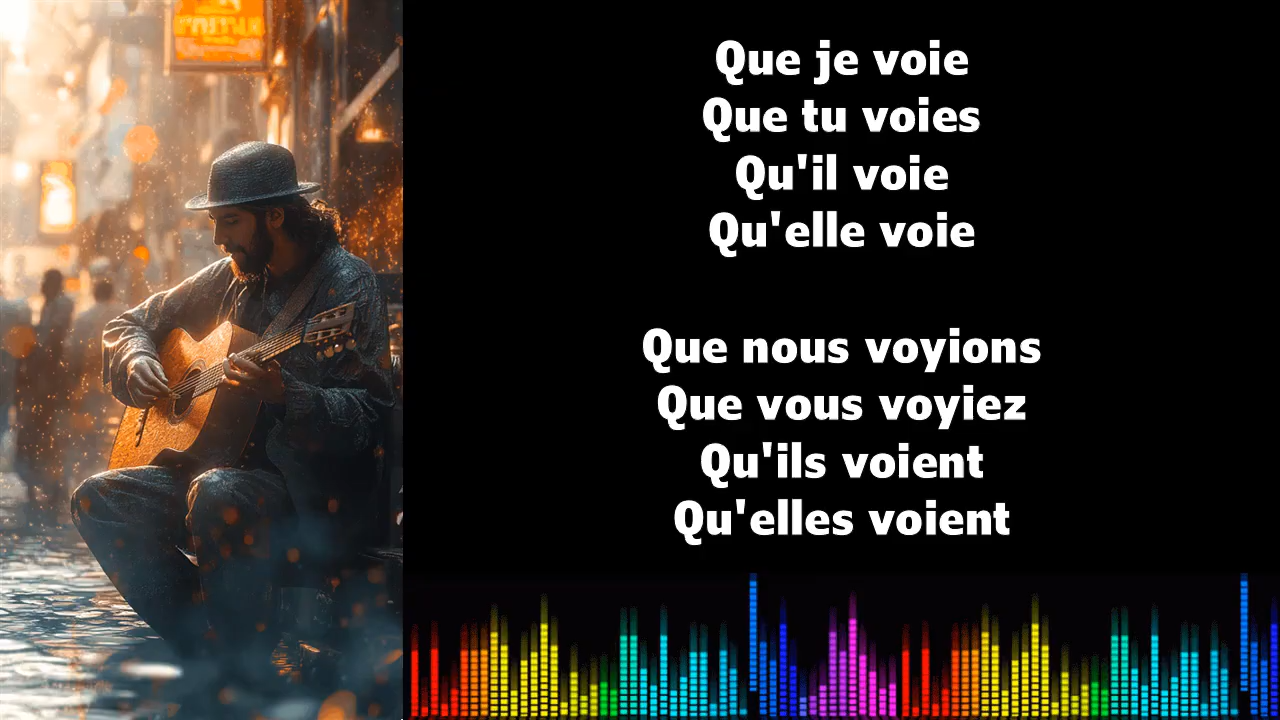 Que je voie
Que tu voies
Qu'il voie
Qu'elle voie
Que nous voyions
Que vous voyiez
Qu'ils voient
Qu'elles voient